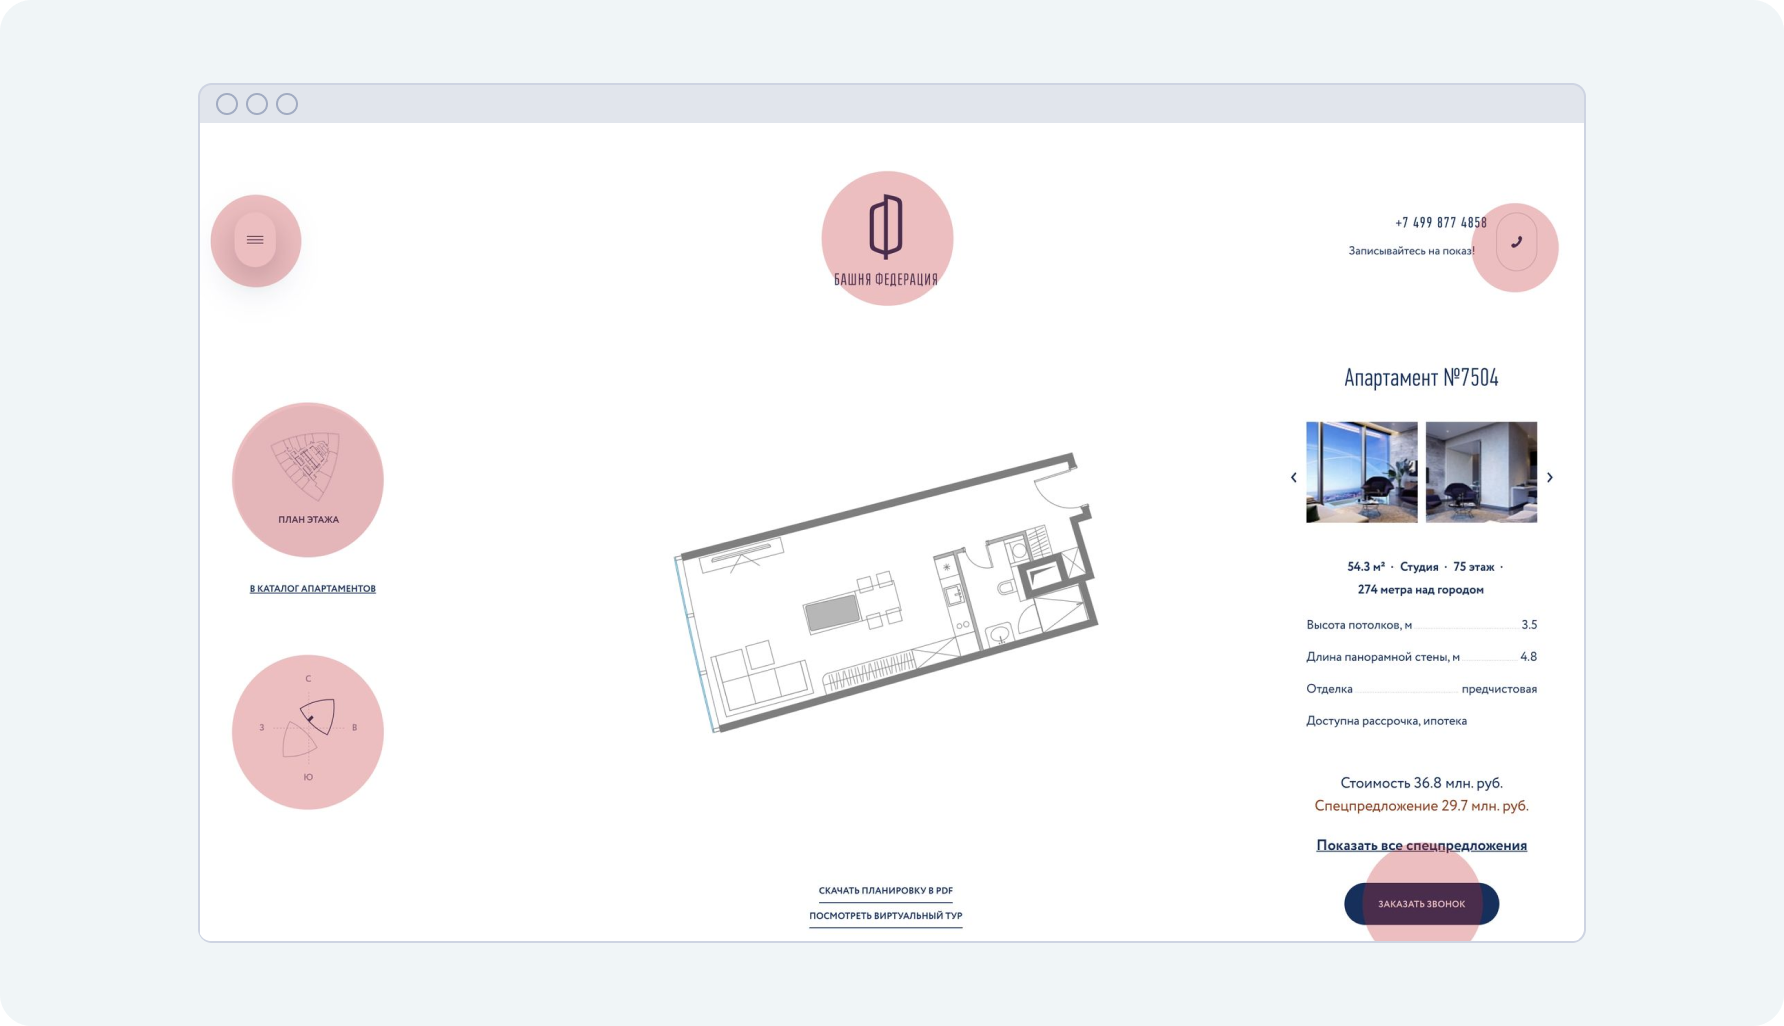 БАШНЯ ФЕДЕРАЦИЯ
+7 499 877 4858
Записывайтесь на показ!
ПЛАН ЭТАЖА
В КАТАЛОГ АПАРТАМЕНТОВ
С
З
В
Ю
СКАЧАТЬ ПЛАНИРОВКУ В PDF
ПОСМОТРЕТЬ ВИРТУАЛЬНЫЙ ТУР
Апартамент №7504
54.3 м² · Студия · 75 этаж ·
274 метра над городом
Высота потолков, м 3.5
Длина панорамной стены, м 4.8
Отделка предчистовая
Доступна рассрочка, ипотека
Стоимость 36.8 млн. руб.
Спецпредложение 29.7 млн. руб.
Показать все спецпредложения
ЗАКАЗАТЬ ЗВОНОК